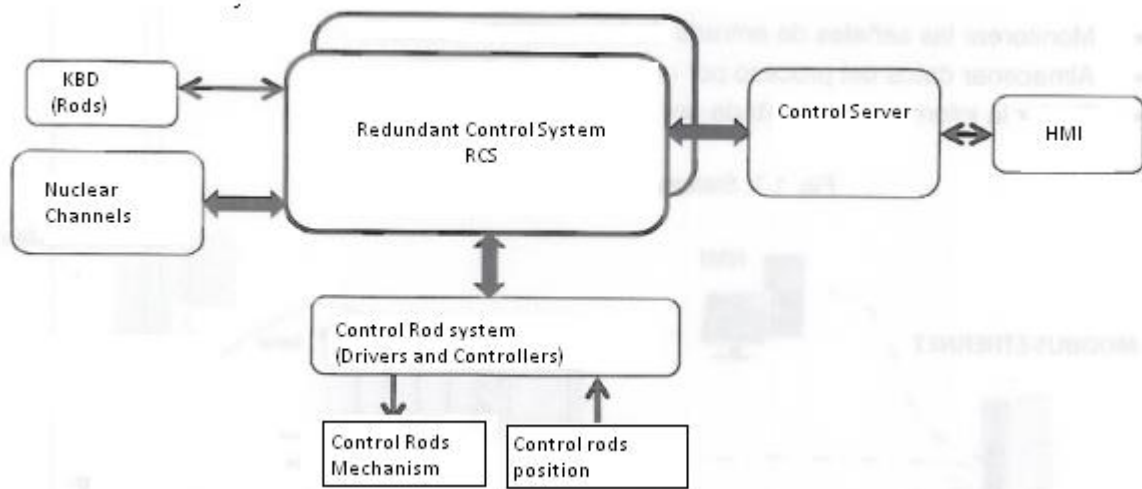 KBD
(Rods)
Redundant Control System
RCS
Control Server
HMI
Nuclear
Channels
Control Rod system
(Drivers and Controllers)
Control Rods
Mechanism
Control rods
position
Monitorear las señales de entrada
Almacenar datos del proceso por
MODBUS-ETHERNET